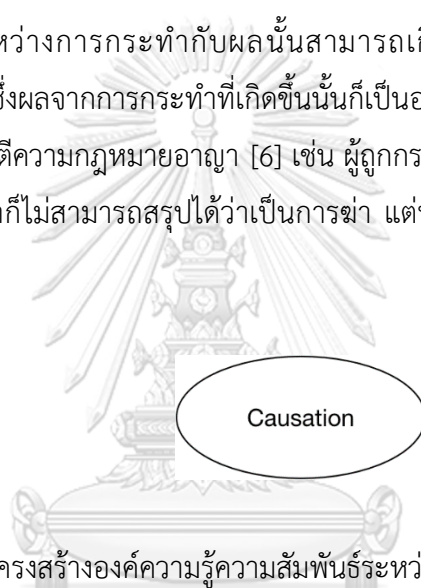 หว่างการกระทำกับผลนั้นสามารถเกิ
ซึ่งผลจากการกระทำที่เกิดขึ้นนั้นก็เป็นอ
ตีความกฎหมายอาญา [6] เช่น ผู้ถูกกร
ก็ไม่สามารถสรุปได้ว่าเป็นการฆ่า แต่
Causation
ครงสร้างองค์ความรู้ความสัมพันธ์ระหว่